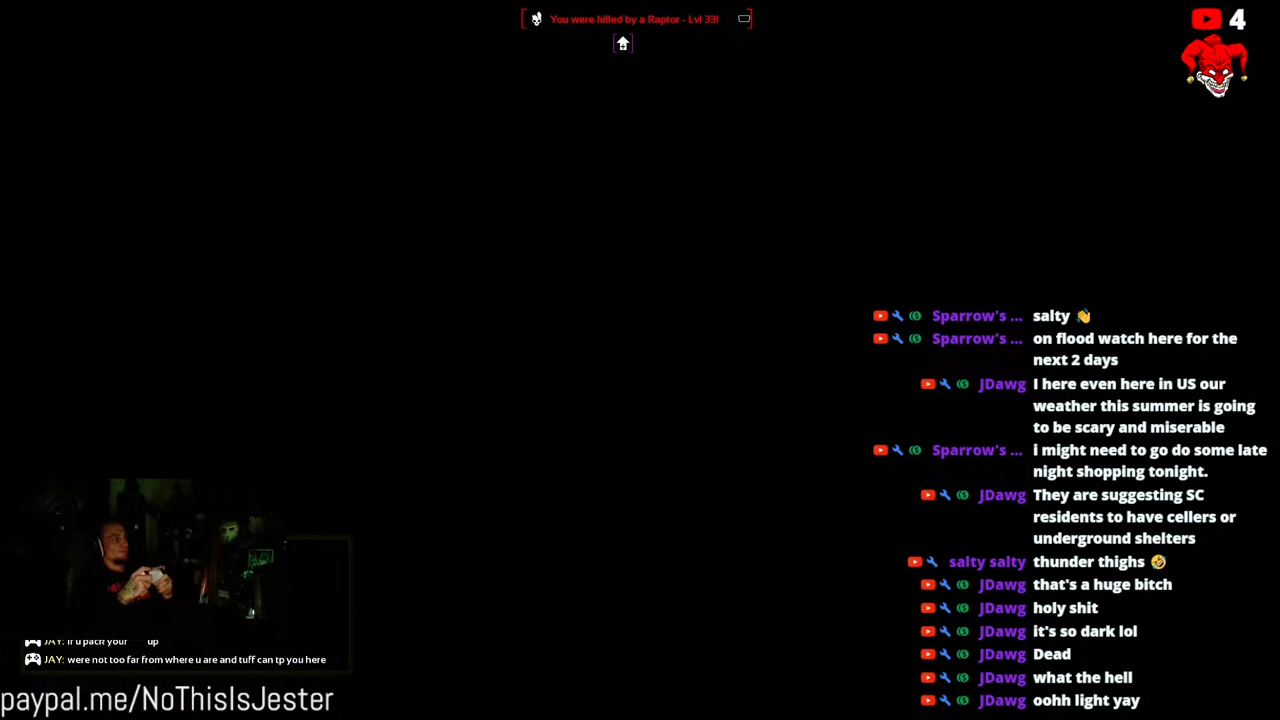 You were killed by a Raptor - Lvl 33!
4
Sparrow's ... salty 👋
Sparrow's ... on flood watch here for the
next 2 days
JDawg I here even here in US our
weather this summer is going
to be scary and miserable
Sparrow's ... i might need to go do some late
night shopping tonight.
JDawg They are suggesting SC
residents to have cellers or
underground shelters
salty salty thunder thighs 🤣
JDawg that's a huge bitch
JDawg holy shit
JDawg it's so dark lol
JDawg Dead
JDawg what the hell
JDawg oohh light yay
JAY: if u pack your up
JAY: were not too far from where u are and tuff can tp you here
paypal.me/NoThisIsJester